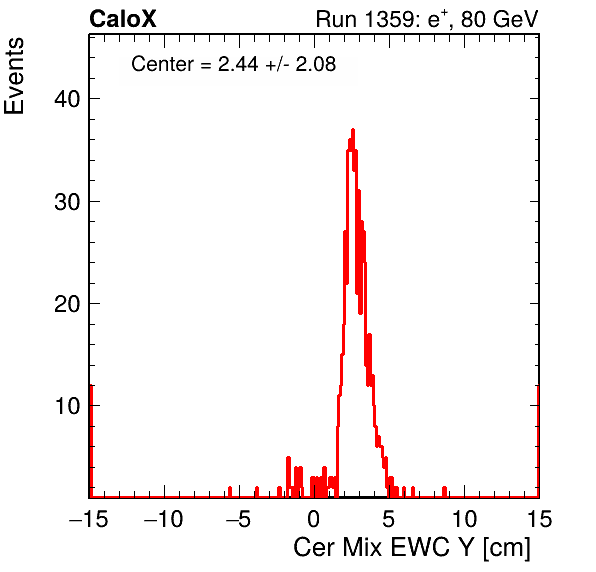 CaloX Run 1359: e⁺, 80 GeV
Center = 2.44 +/- 2.08
Events
40
30
20
10
−15 −10 −5 0 5 10 15
Cer Mix EWC Y [cm]